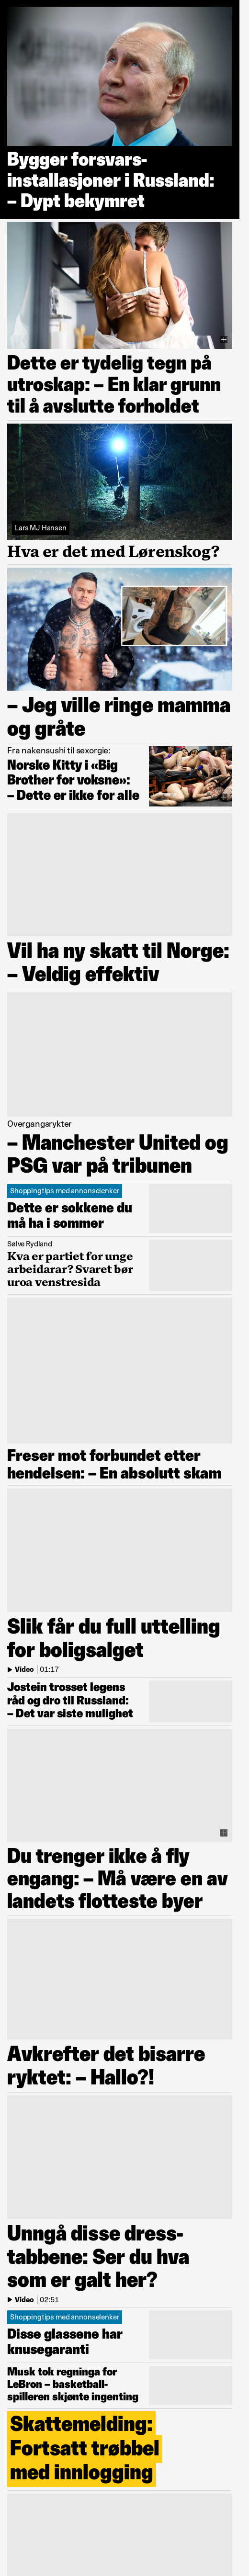 Bygger forsvars-
installasjoner i Russland:
– Dypt bekymret
Dette er tydelig tegn på
utroskap: – En klar grunn
til å avslutte forholdet
Lars MJ Hansen
Hva er det med Lørenskog?
– Jeg ville ringe mamma
og gråte
Fra nakensushi til sexorgie:
Norske Kitty i «Big
Brother for voksne»:
– Dette er ikke for alle
Vil ha ny skatt til Norge:
– Veldig effektiv
Overgangsrykter
– Manchester United og
PSG var på tribunen
Shoppingtips med annonselenker
Dette er sokkene du
må ha i sommer
Sølve Rydland
Kva er partiet for unge
arbeidarar? Svaret bør
uroa venstresida
Freser mot forbundet etter
hendelsen: – En absolutt skam
Slik får du full uttelling
for boligsalget
Video | 01:17
Jostein trosset legens
råd og dro til Russland:
– Det var siste mulighet
Du trenger ikke å fly
engang: – Må være en av
landets flotteste byer
Avkrefter det bisarre
ryktet: – Hallo?!
Unngå disse dress-
tabbene: Ser du hva
som er galt her?
Video | 02:51
Shoppingtips med annonselenker
Disse glassene har
knusegaranti
Musk tok regninga for
LeBron – basketball-
spilleren skjønte ingenting
Skattemelding:
Fortsatt trøbbel
med innlogging